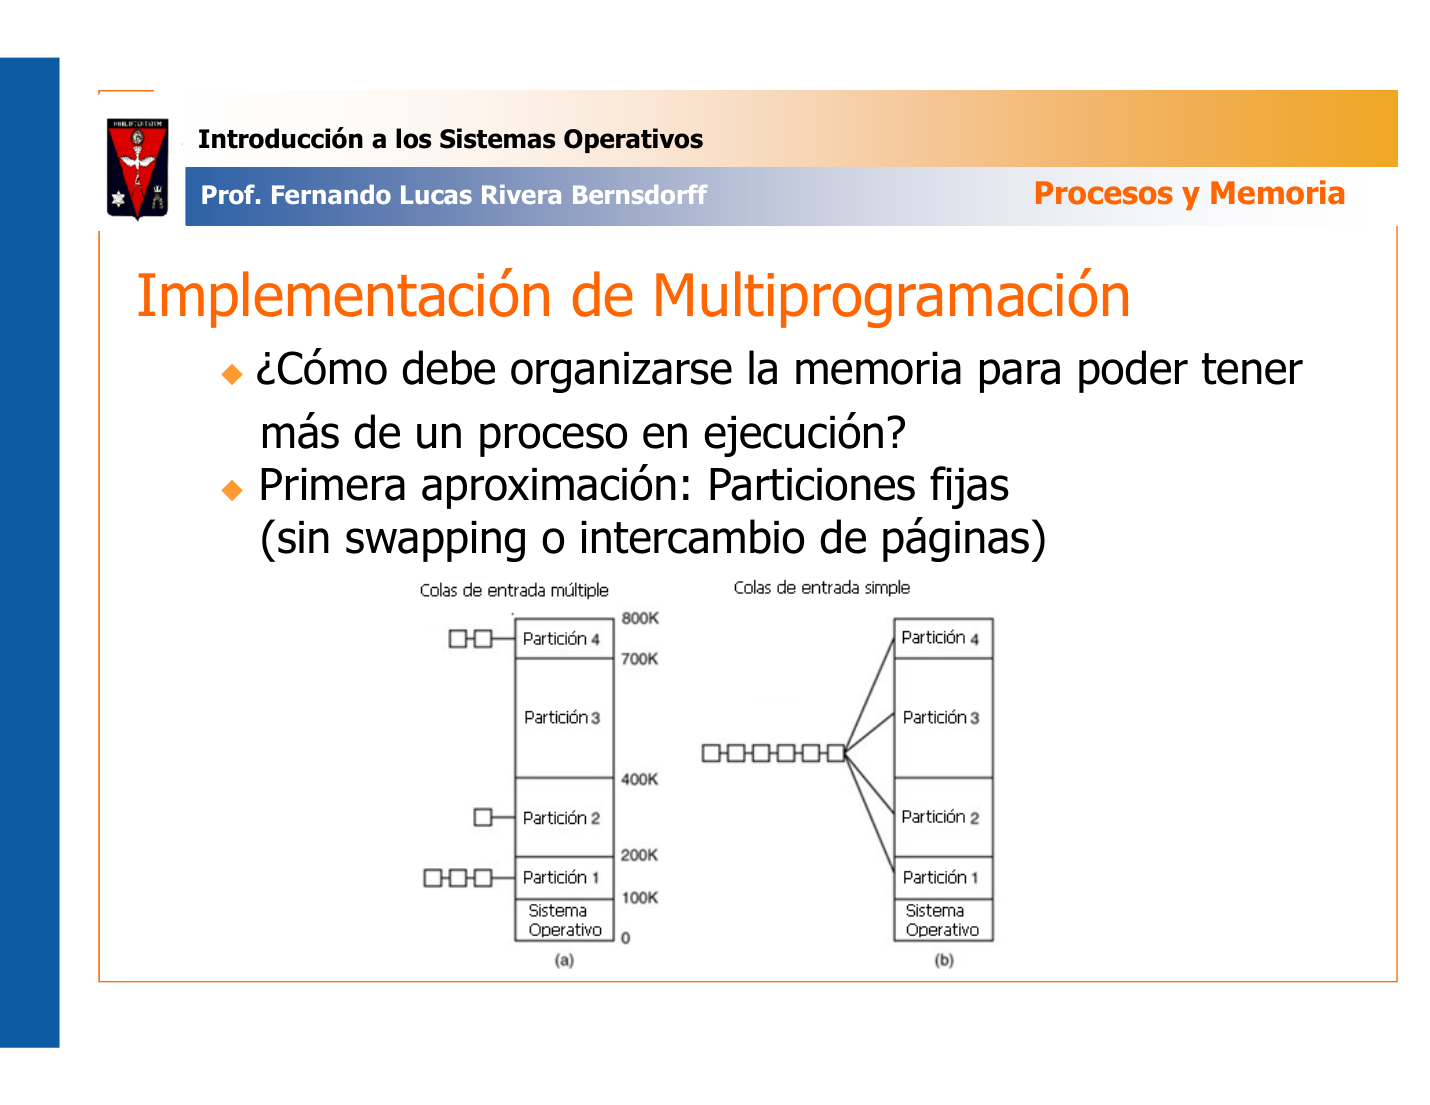 Introducción a los Sistemas Operativos
Prof. Fernando Lucas Rivera Bernsdorff
Procesos y Memoria
Implementación de Multiprogramación
¿Cómo debe organizarse la memoria para poder tener
más de un proceso en ejecución?
Primera aproximación: Particiones fijas
(sin swapping o intercambio de páginas)
Colas de entrada múltiple
800K
Partición 4
700K
Partición 3
400K
Partición 2
200K
Partición 1
100K
Sistema
Operativo
0
(a)
Colas de entrada simple
Partición 4
Partición 3
Partición 2
Partición 1
Sistema
Operativo
(b)